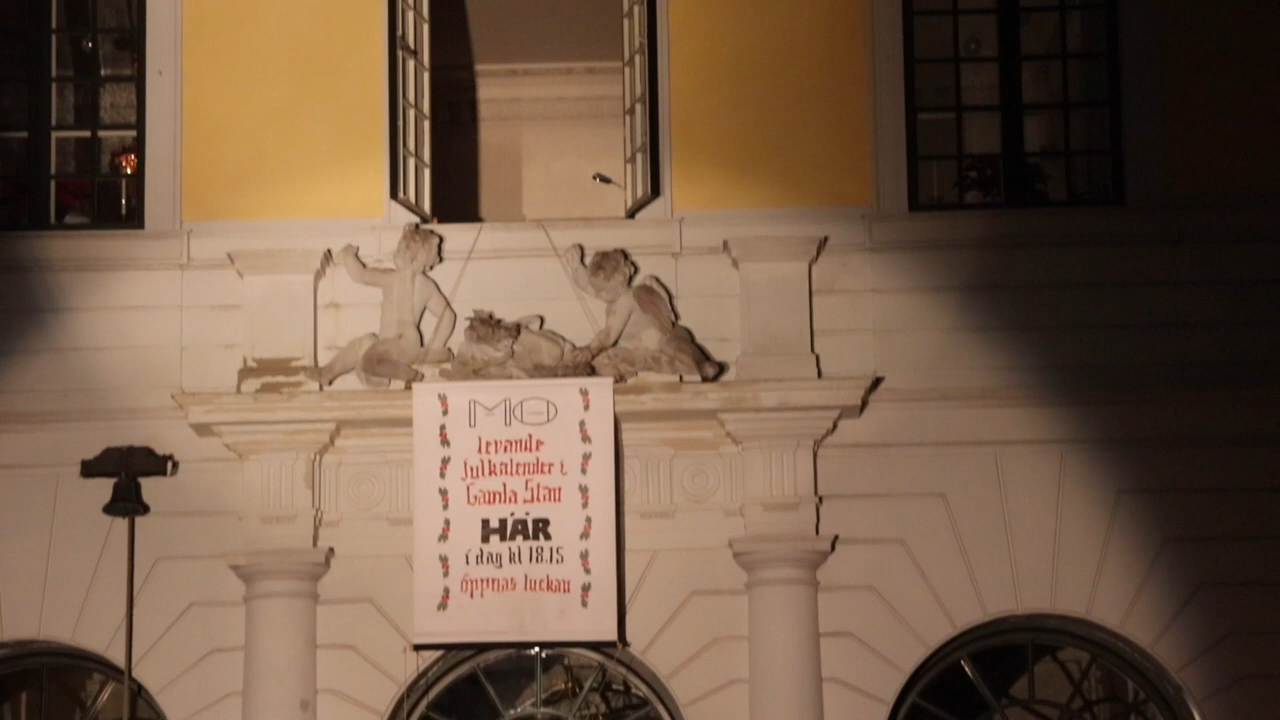 MO
levande
Julkalender i
Gamla Stan
HÄR
i dag kl 18.15
öppnas luckan